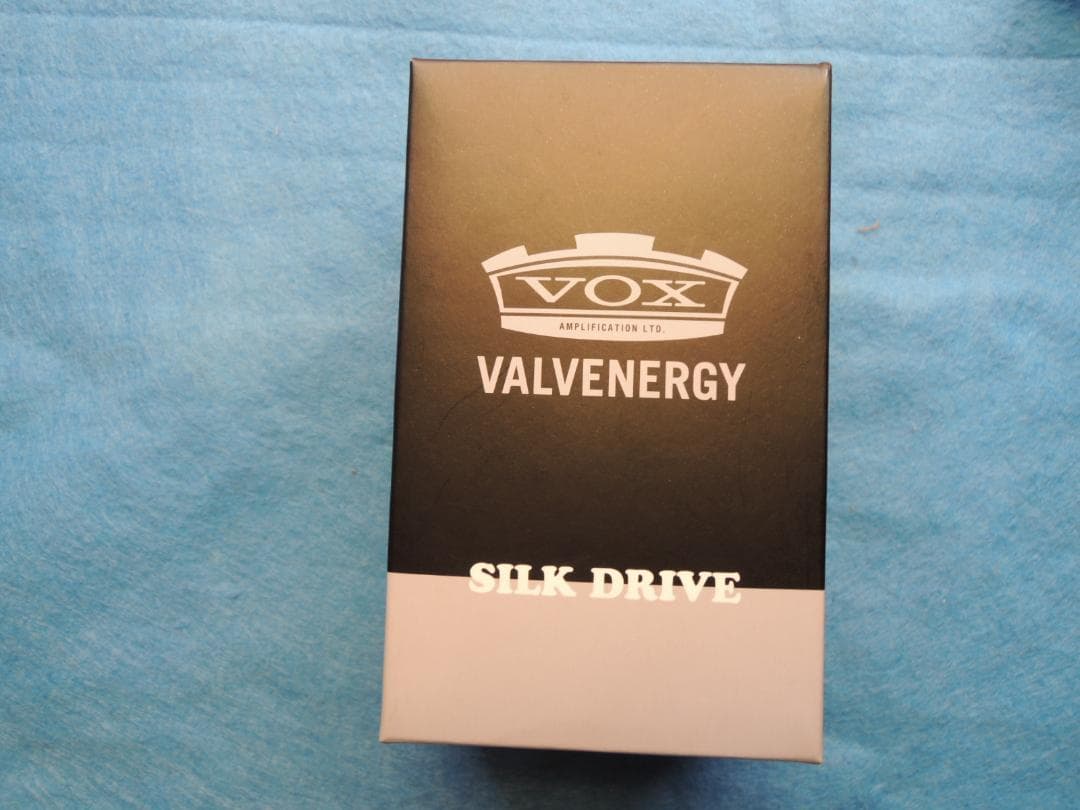 VOX
AMPLIFICATION LTD.
VALVENERGY
SILK DRIVE